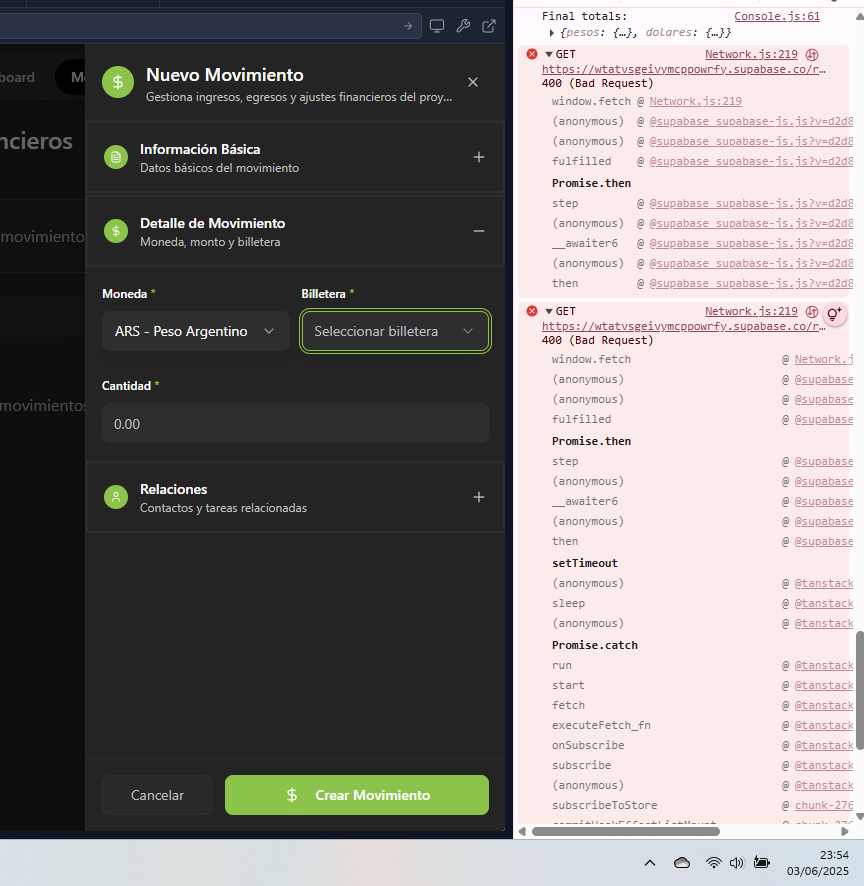 board
M
ncieros
movimiento
movimientos
Nuevo Movimiento
Gestiona ingresos, egresos y ajustes financieros del proy...
Información Básica
Datos básicos del movimiento
Detalle de Movimiento
Moneda, monto y billetera
Moneda *
Billetera *
ARS - Peso Argentino
Seleccionar billetera
Cantidad *
0.00
Relaciones
Contactos y tareas relacionadas
Cancelar
$ Crear Movimiento
Final totals: Console.js:61
{pesos: {…}, dolares: {…}}
GET Network.js:219
https://wtatvsgeivymcppowrfy.supabase.co/r…
400 (Bad Request)
window.fetch @ Network.js:219
(anonymous) @ @supabase_supabase-js.js?v=d2d8
(anonymous) @ @supabase_supabase-js.js?v=d2d8
fulfilled @ @supabase_supabase-js.js?v=d2d8
Promise.then
step @ @supabase_supabase-js.js?v=d2d8
(anonymous) @ @supabase_supabase-js.js?v=d2d8
__awaiter6 @ @supabase_supabase-js.js?v=d2d8
(anonymous) @ @supabase_supabase-js.js?v=d2d8
then @ @supabase_supabase-js.js?v=d2d8
GET Network.js:219
https://wtatvsgeivymcppowrfy.supabase.co/r…
400 (Bad Request)
window.fetch @ Network.j
(anonymous) @ @supabase
(anonymous) @ @supabase
fulfilled @ @supabase
Promise.then
step @ @supabase
(anonymous) @ @supabase
__awaiter6 @ @supabase
(anonymous) @ @supabase
then @ @supabase
setTimeout
(anonymous) @ @tanstack
sleep @ @tanstack
(anonymous) @ @tanstack
Promise.catch
run @ @tanstack
start @ @tanstack
fetch @ @tanstack
executeFetch_fn @ @tanstack
onSubscribe @ @tanstack
subscribe @ @tanstack
(anonymous) @ @tanstack
subscribeToStore @ chunk-276
commitHookEffectListMount @ chunk-276
23:54
03/06/2025